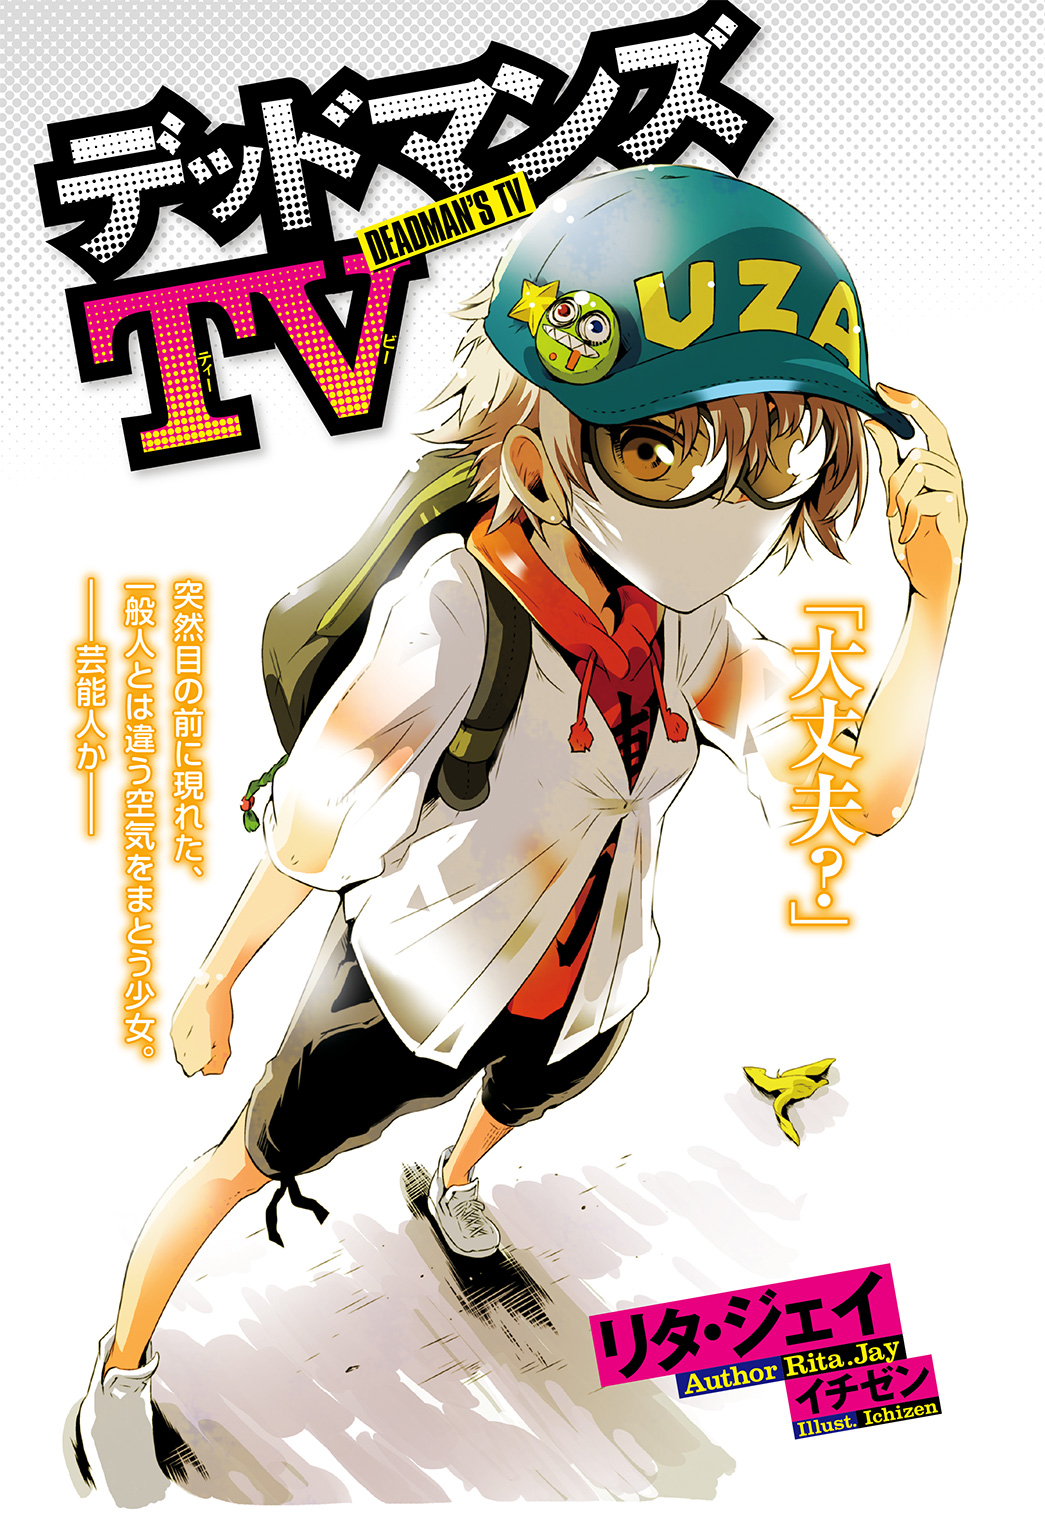 デッドマンズ
DEADMAN'S TV
TV
ティー
ビー
UZA
「大丈夫？」
突然目の前に現れた、
一般人とは違う空気をまとう少女。
――芸能人か――
リタ・ジェイ
Author Rita.Jay
イチゼン
Illust. Ichizen